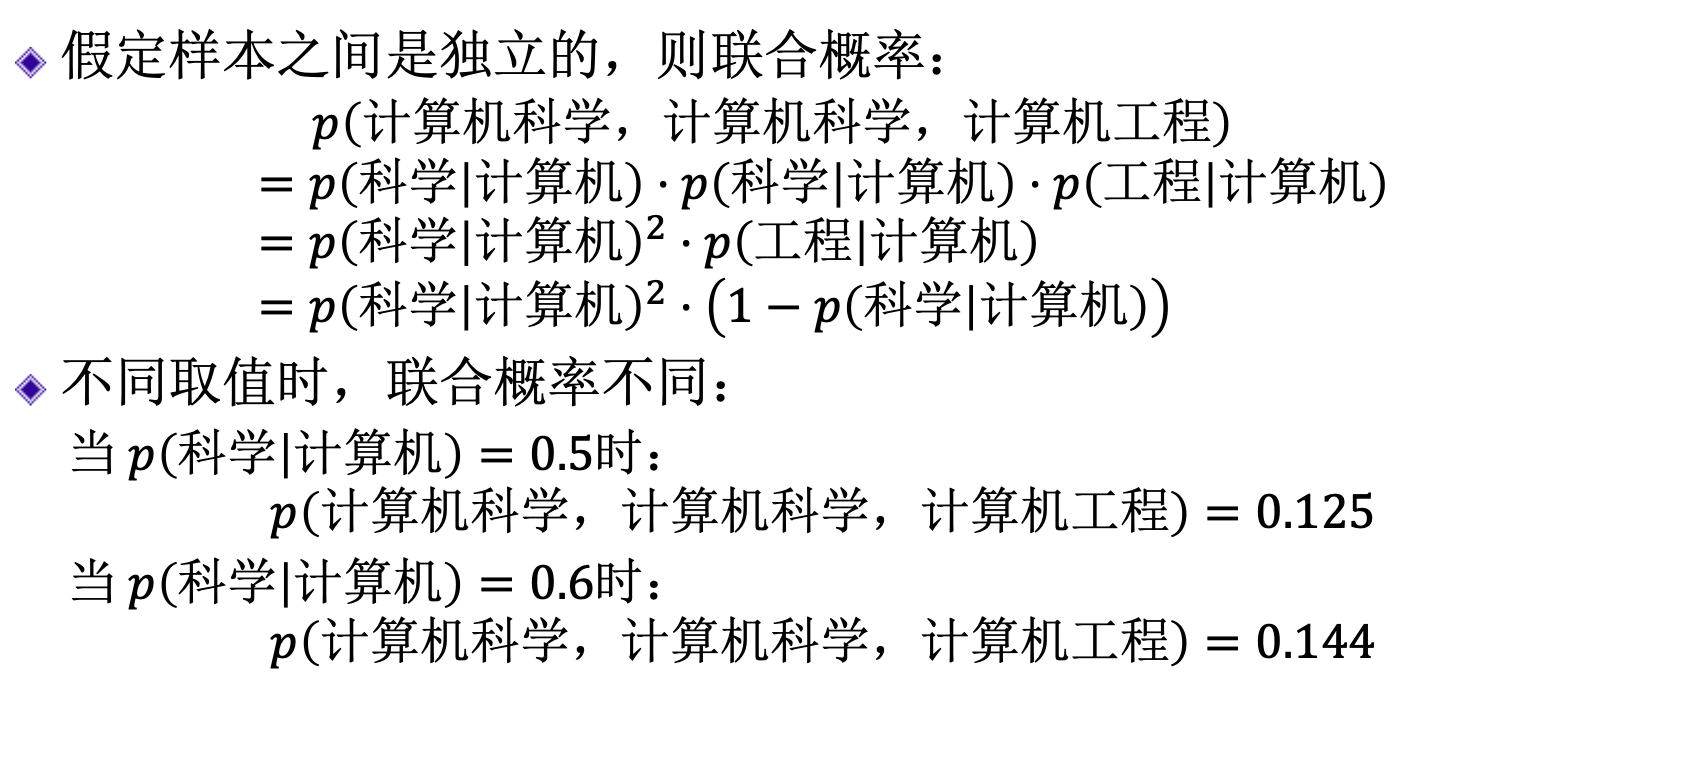 假定样本之间是独立的，则联合概率：
p(计算机科学，计算机科学，计算机工程)
= p(科学|计算机) · p(科学|计算机) · p(工程|计算机)
= p(科学|计算机)² · p(工程|计算机)
= p(科学|计算机)² · (1 − p(科学|计算机))
不同取值时，联合概率不同：
当 p(科学|计算机) = 0.5时：
p(计算机科学，计算机科学，计算机工程) = 0.125
当 p(科学|计算机) = 0.6时：
p(计算机科学，计算机科学，计算机工程) = 0.144